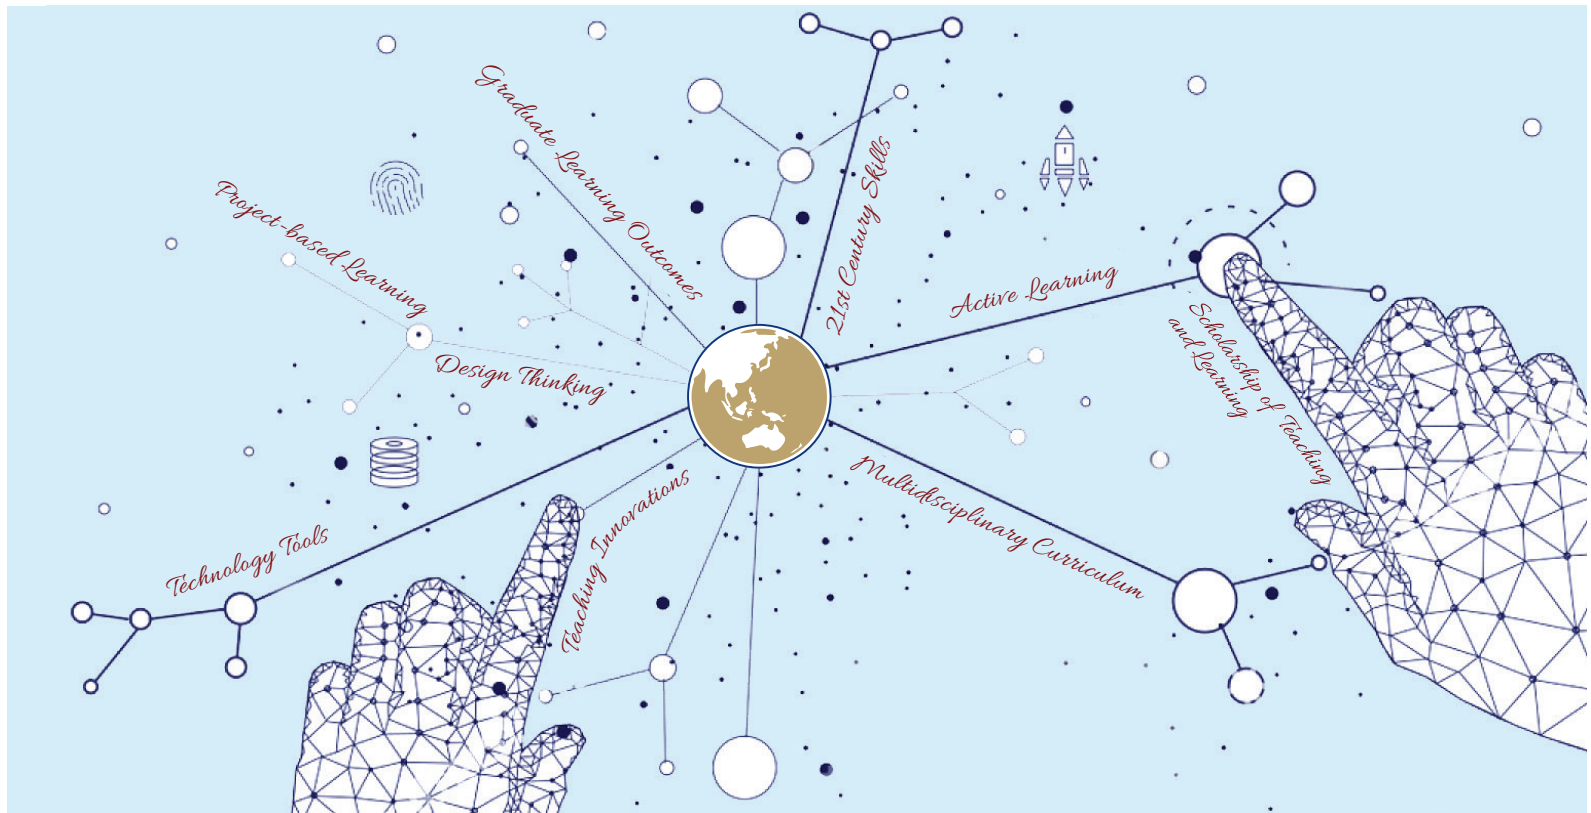 Graduate Learning Outcomes
21st Century Skills
Project-based Learning
Active Learning
Design Thinking
Scholarship of Teaching
and Learning
Technology Tools
Teaching Innovations
Multidisciplinary Curriculum